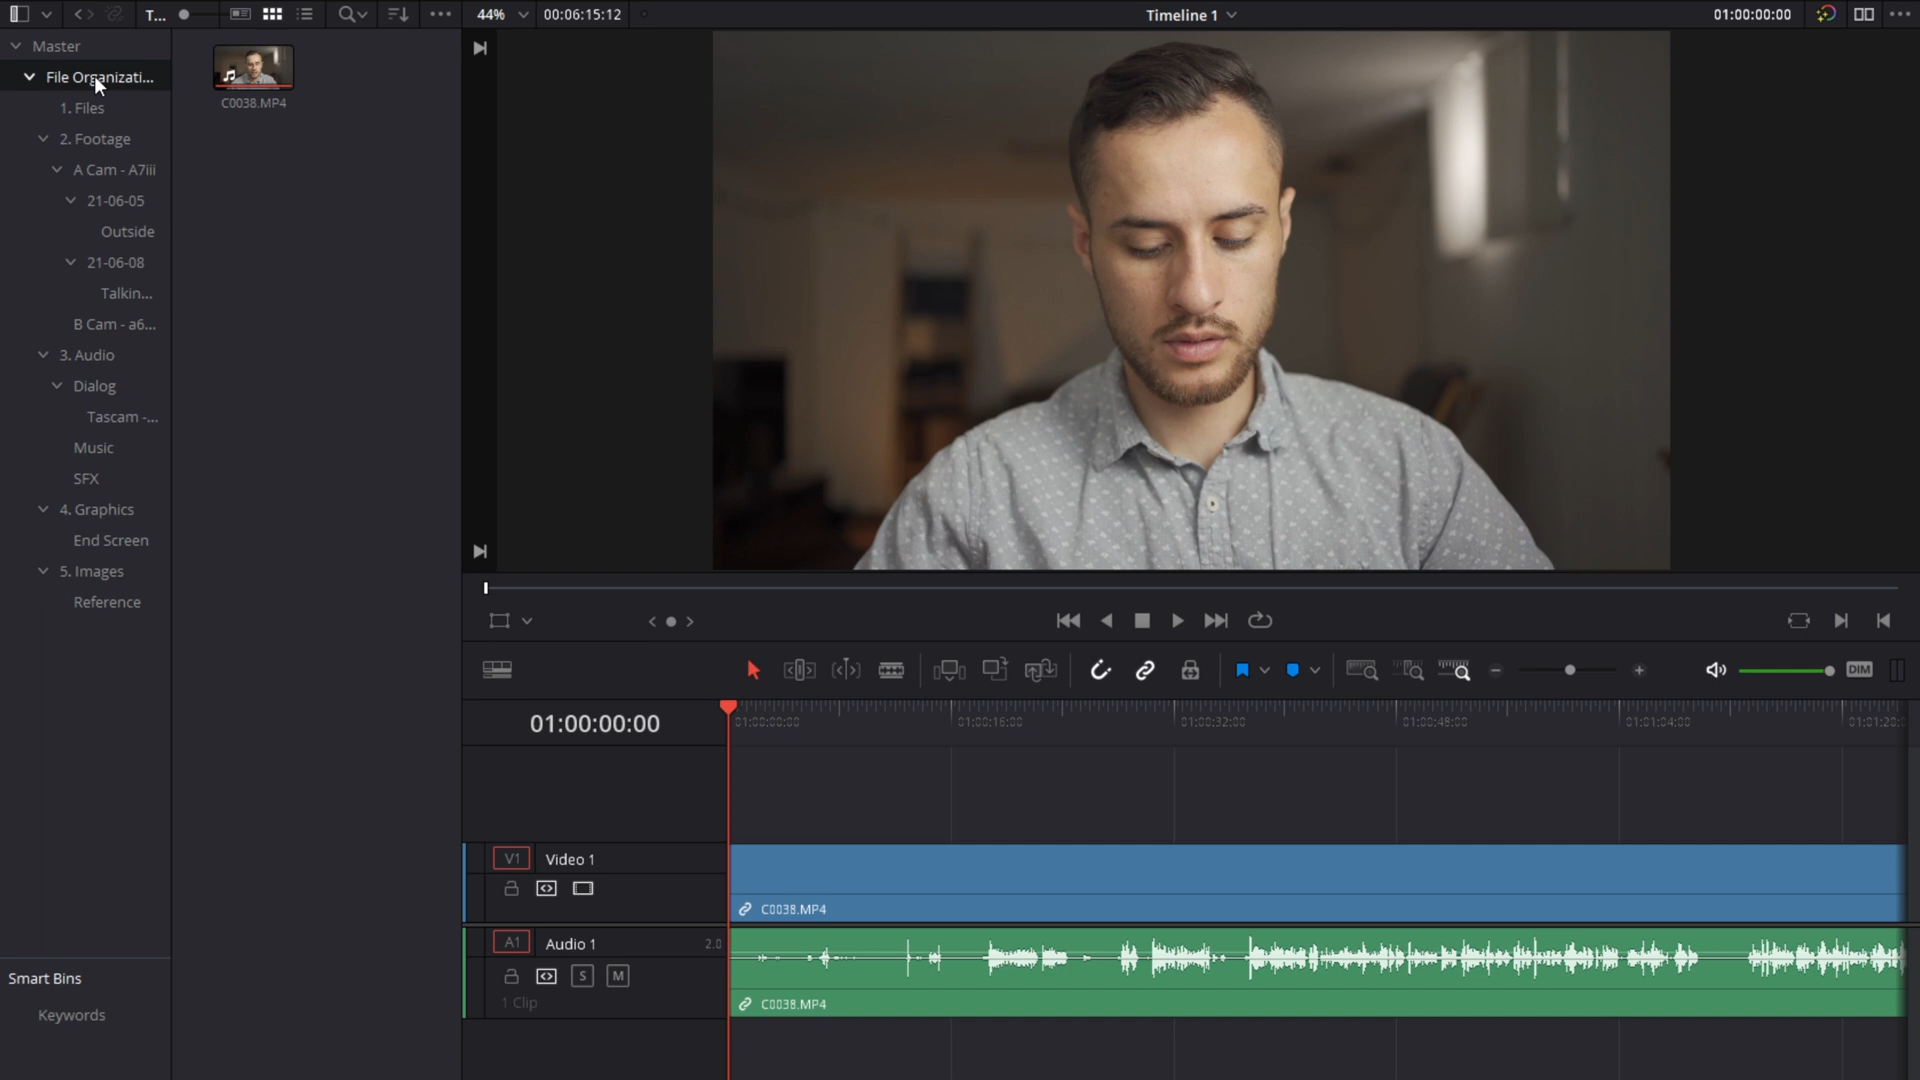 T...
44%
00:06:15:12
Timeline 1
01:00:00:00
Master
File Organizati...
1. Files
2. Footage
A Cam - A7iii
21-06-05
Outside
21-06-08
Talkin...
B Cam - a6...
3. Audio
Dialog
Tascam -...
Music
SFX
4. Graphics
End Screen
5. Images
Reference
Smart Bins
Keywords
C0038.MP4
DIM
01:00:00:00
01:00:00:00
01:00:16:00
01:00:32:00
01:00:48:00
01:01:04:00
01:01:20:
V1
Video 1
C0038.MP4
A1
Audio 1
2.0
S
M
1 Clip
C0038.MP4